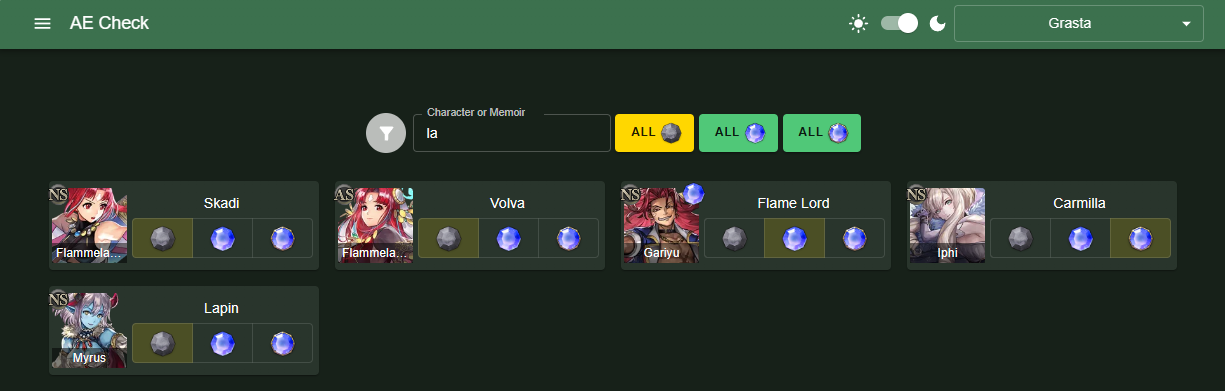 AE Check
Grasta
Character or Memoir
la
ALL ALL ALL
NS Skadi
Flammela...
AS Volva
Flammela...
NS Flame Lord
Gariyu
NS Carmilla
Iphi
NS Lapin
Myrus